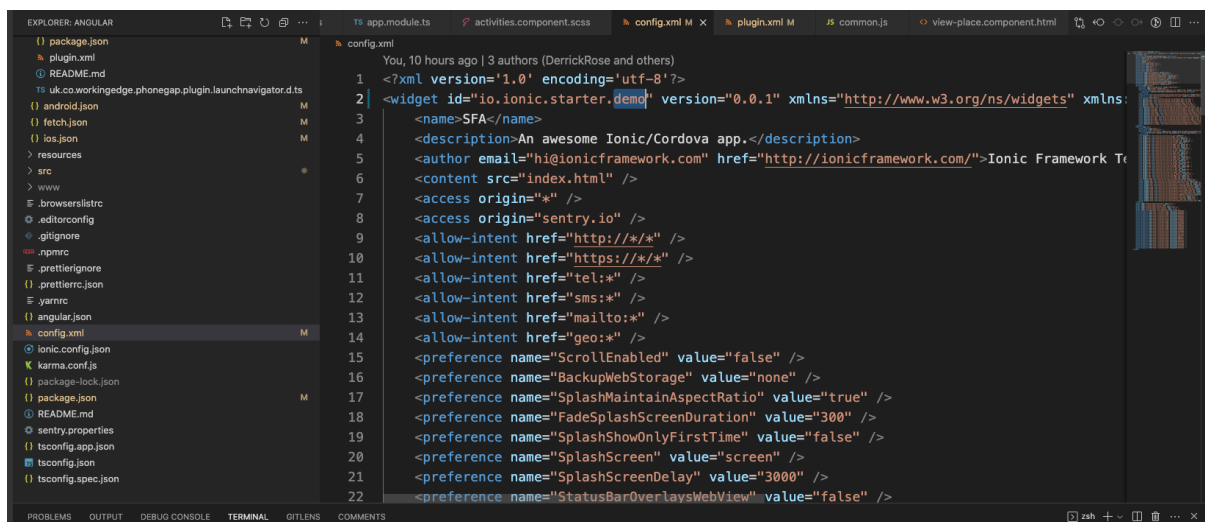 EXPLORER: ANGULAR
TS app.module.ts activities.component.scss config.xml M × plugin.xml M JS common.js view-place.component.html
{} package.json M
plugin.xml
README.md
TS uk.co.workingedge.phonegap.plugin.launchnavigator.d.ts
{} android.json M
{} fetch.json M
{} ios.json M
> resources
> src
> www
.browserslistrc
.editorconfig
.gitignore
.npmrc
.prettierignore
{} .prettierrc.json
.yarnrc
{} angular.json
config.xml M
ionic.config.json
karma.conf.js
{} package-lock.json
{} package.json M
README.md
sentry.properties
{} tsconfig.app.json
tsconfig.json
{} tsconfig.spec.json
config.xml
You, 10 hours ago | 3 authors (DerrickRose and others)
1 <?xml version='1.0' encoding='utf-8'?>
2 <widget id="io.ionic.starter.demo" version="0.0.1" xmlns="http://www.w3.org/ns/widgets" xmlns:
3 <name>SFA</name>
4 <description>An awesome Ionic/Cordova app.</description>
5 <author email="hi@ionicframework.com" href="http://ionicframework.com/">Ionic Framework Te
6 <content src="index.html" />
7 <access origin="*" />
8 <access origin="sentry.io" />
9 <allow-intent href="http://*/*" />
10 <allow-intent href="https://*/*" />
11 <allow-intent href="tel:*" />
12 <allow-intent href="sms:*" />
13 <allow-intent href="mailto:*" />
14 <allow-intent href="geo:*" />
15 <preference name="ScrollEnabled" value="false" />
16 <preference name="BackupWebStorage" value="none" />
17 <preference name="SplashMaintainAspectRatio" value="true" />
18 <preference name="FadeSplashScreenDuration" value="300" />
19 <preference name="SplashShowOnlyFirstTime" value="false" />
20 <preference name="SplashScreen" value="screen" />
21 <preference name="SplashScreenDelay" value="3000" />
22 <preference name="StatusBarOverlaysWebView" value="false" />
PROBLEMS OUTPUT DEBUG CONSOLE TERMINAL GITLENS COMMENTS zsh